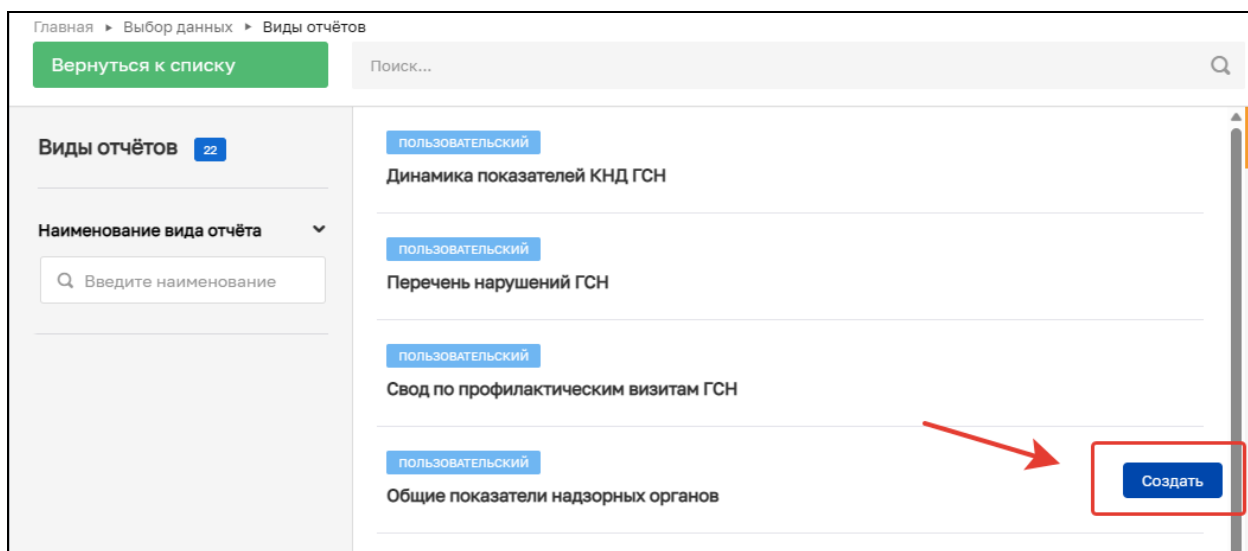 Главная ▸ Выбор данных ▸ Виды отчётов
Вернуться к списку
Поиск...
Виды отчётов 22
Наименование вида отчёта
Введите наименование
ПОЛЬЗОВАТЕЛЬСКИЙ
Динамика показателей КНД ГСН
ПОЛЬЗОВАТЕЛЬСКИЙ
Перечень нарушений ГСН
ПОЛЬЗОВАТЕЛЬСКИЙ
Свод по профилактическим визитам ГСН
ПОЛЬЗОВАТЕЛЬСКИЙ
Общие показатели надзорных органов
Создать